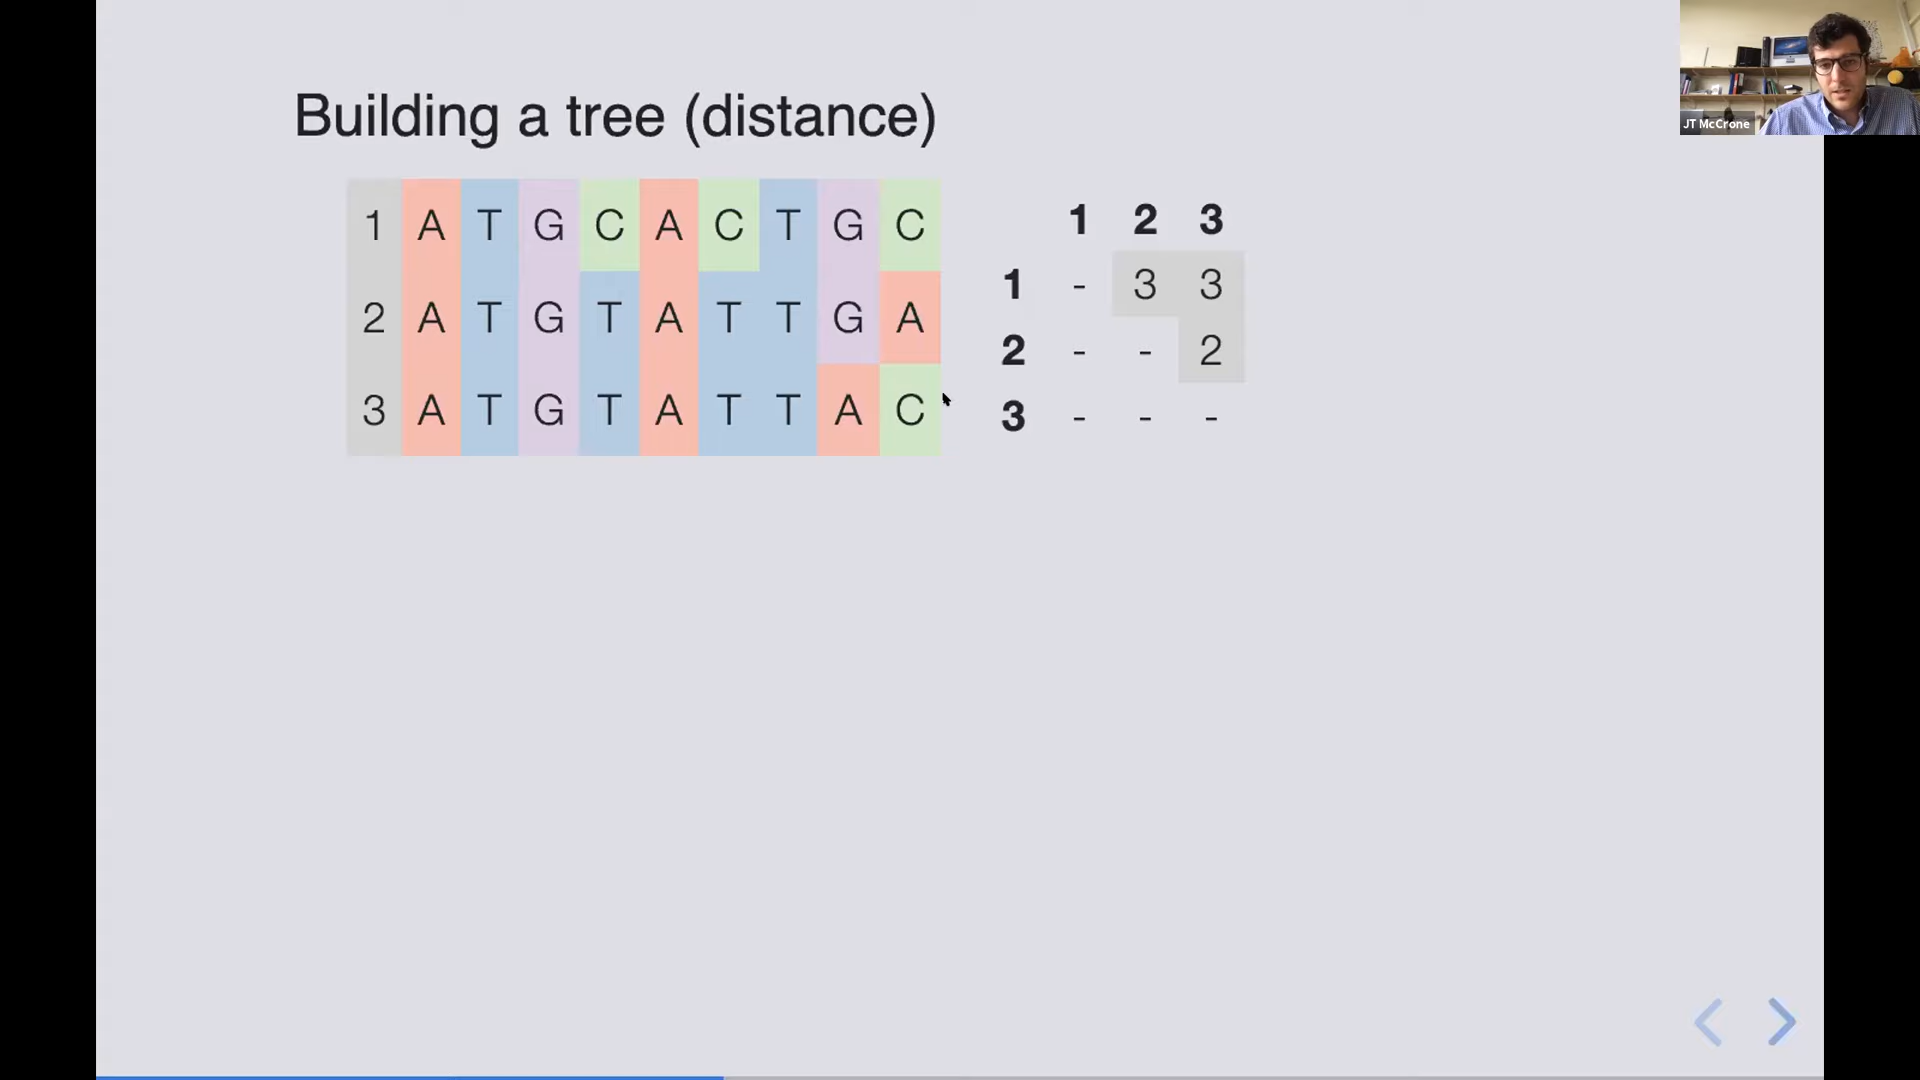 Building a tree (distance)
1 A T G C A C T G C
2 A T G T A T T G A
3 A T G T A T T A C
1 2 3
1 - 3 3
2 - - 2
3 - - -
JT McCrone